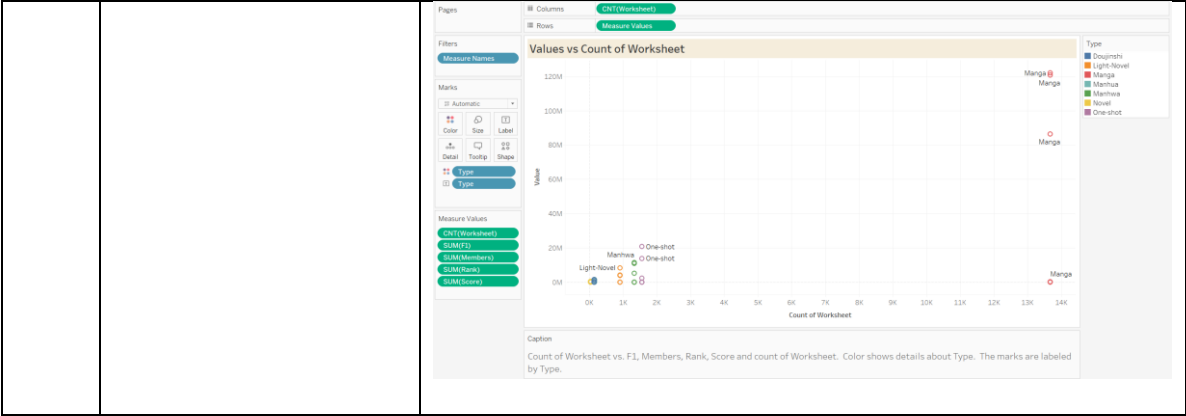 Pages
Columns CNT(Worksheet)
Rows Measure Values
Filters
Measure Names
Marks
Automatic
Color Size Label
Detail Tooltip Shape
Type
Type
Measure Values
CNT(Worksheet)
SUM(F1)
SUM(Members)
SUM(Rank)
SUM(Score)
Values vs Count of Worksheet
120M
100M
80M
60M
40M
20M
0M
Value
Manga
Manga
Manga
One-shot
Manhwa
One-shot
Light-Novel
Manga
0K 1K 2K 3K 4K 5K 6K 7K 8K 9K 10K 11K 12K 13K 14K
Count of Worksheet
Type
Doujinshi
Light-Novel
Manga
Manhua
Manhwa
Novel
One-shot
Caption
Count of Worksheet vs. F1, Members, Rank, Score and count of Worksheet. Color shows details about Type. The marks are labeled
by Type.